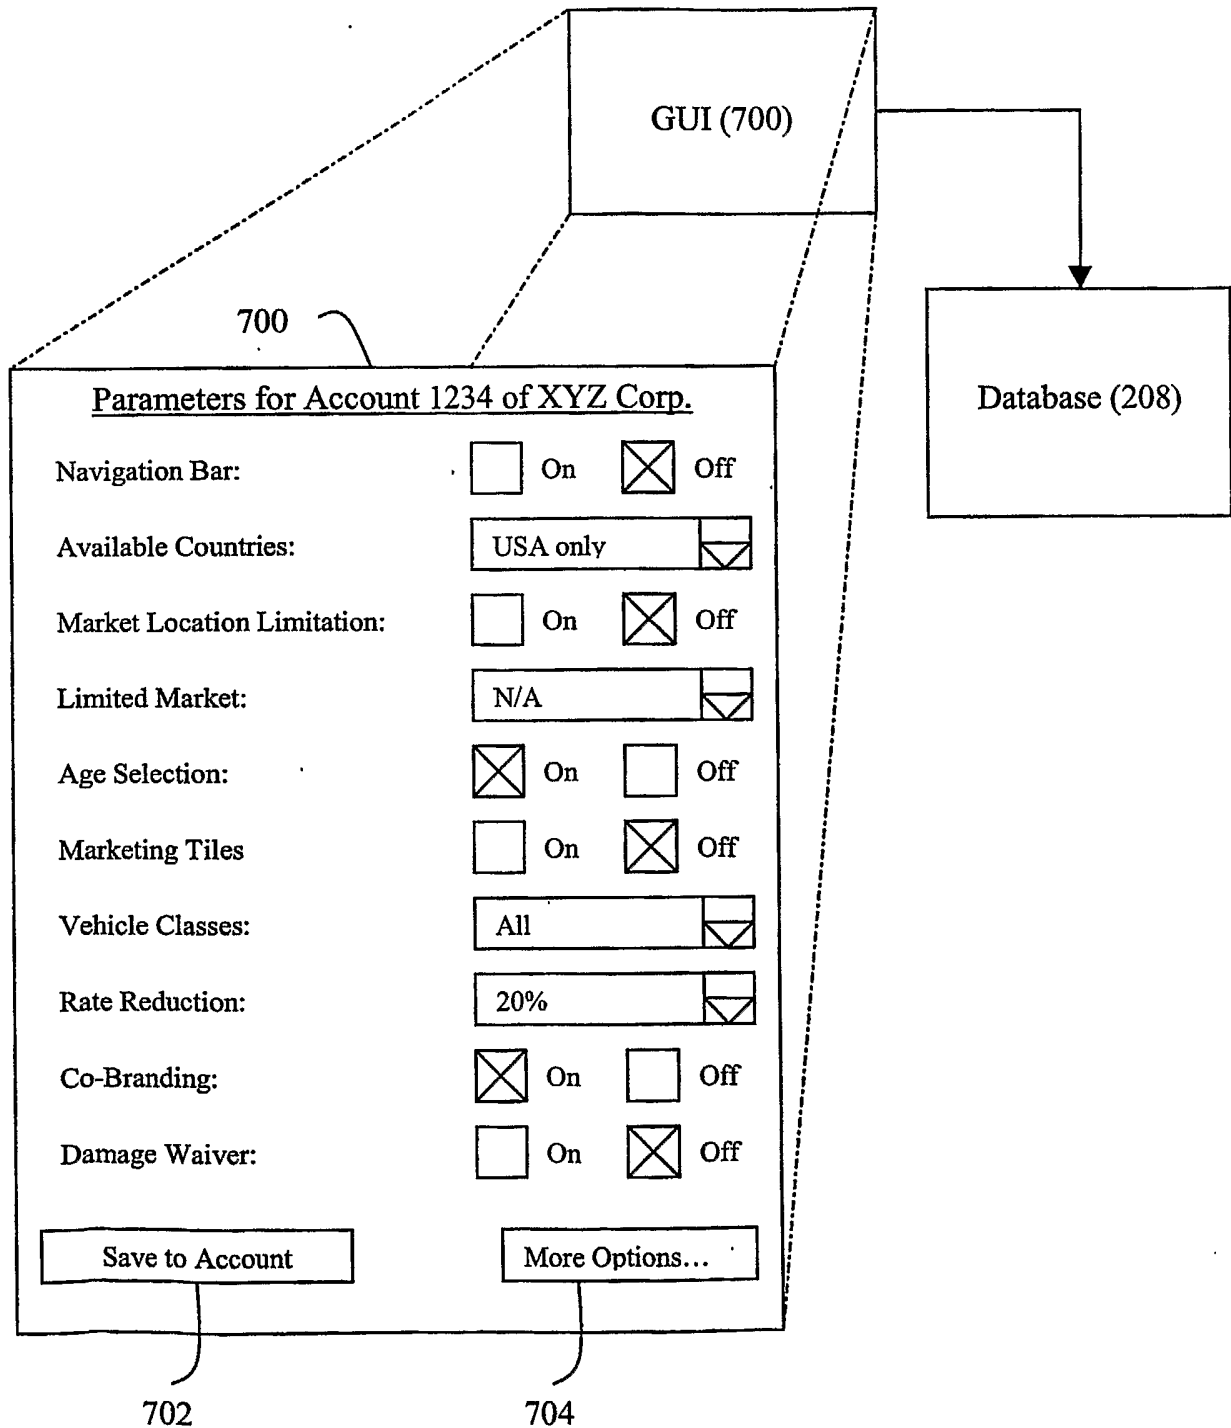 GUI (700)
700
Database (208)
Parameters for Account 1234 of XYZ Corp.
Navigation Bar: On Off
Available Countries: USA only
Market Location Limitation: On Off
Limited Market: N/A
Age Selection: On Off
Marketing Tiles On Off
Vehicle Classes: All
Rate Reduction: 20%
Co-Branding: On Off
Damage Waiver: On Off
Save to Account More Options...
702 704